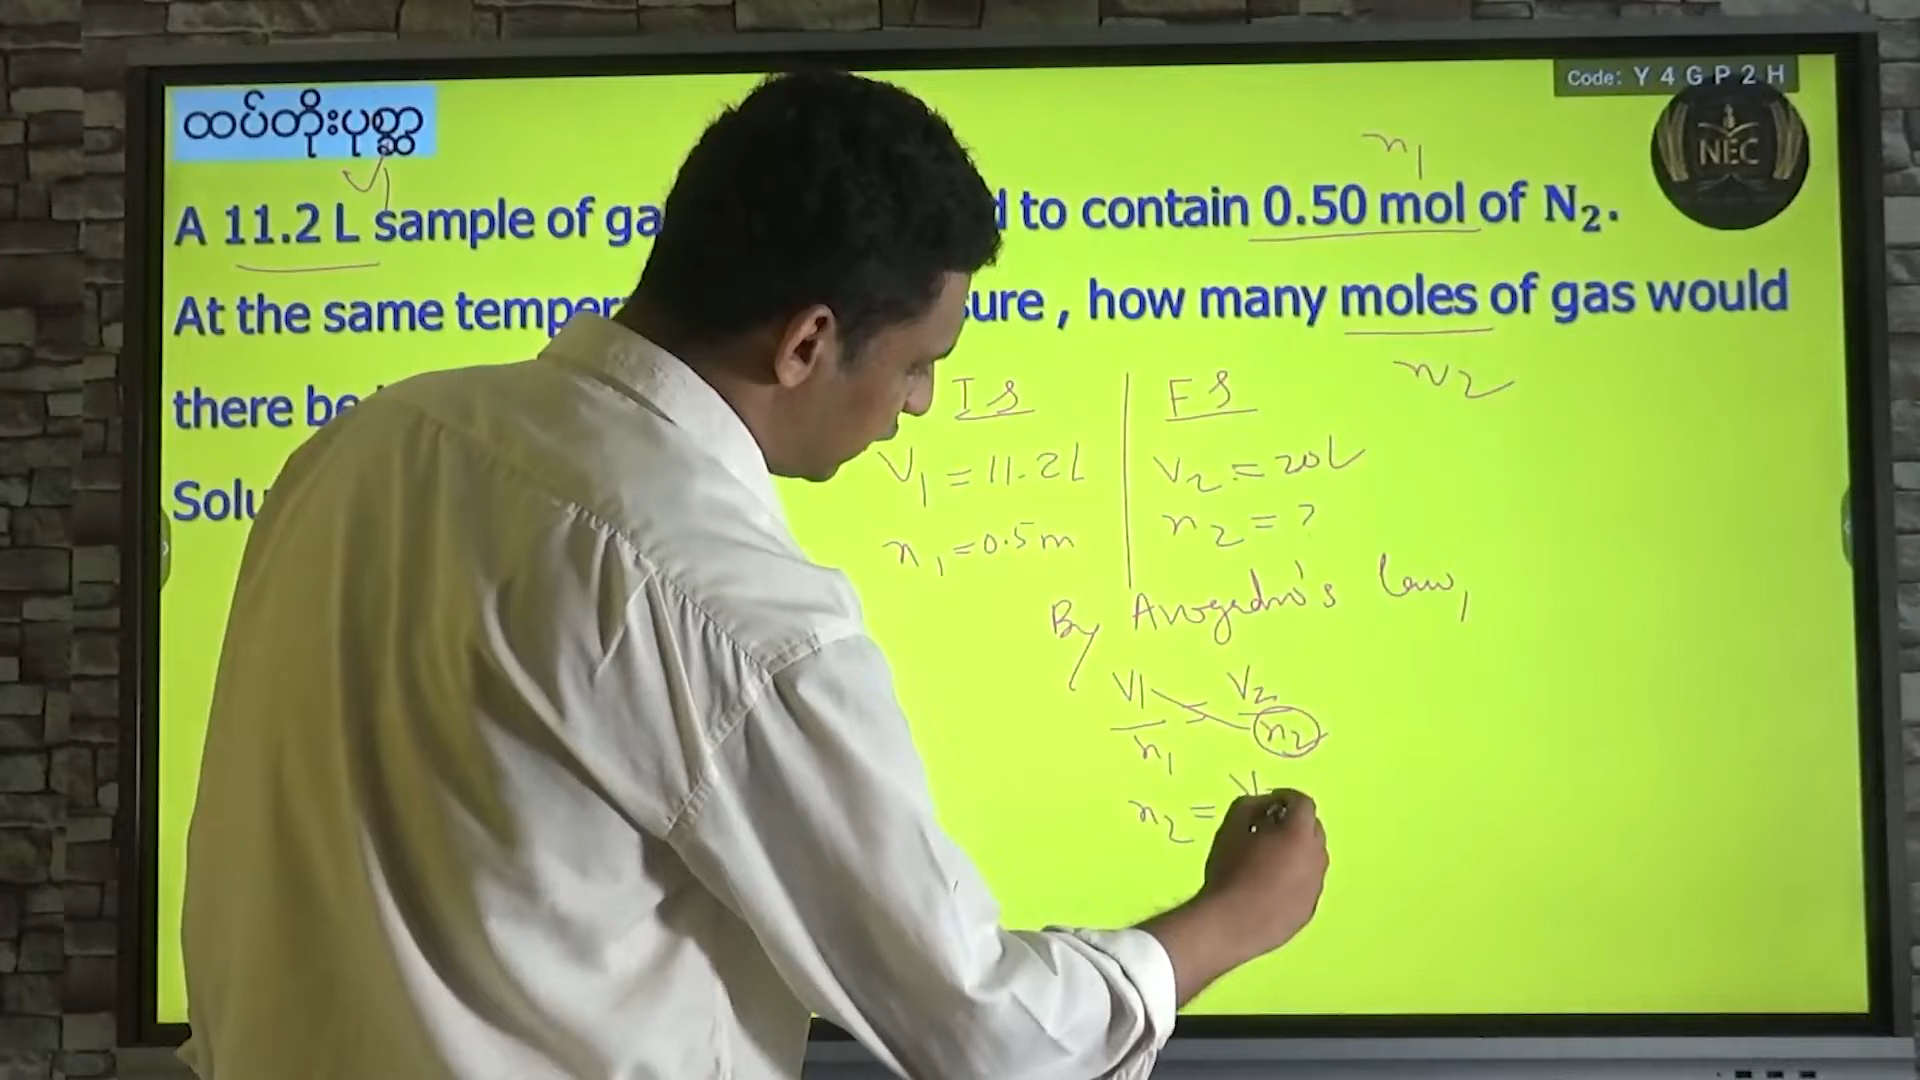 Code: Y 4 G P 2 H
ထပ်တိုးပုစ္ဆာ
NEC
V1
n1
A 11.2 L sample of ga d to contain 0.50 mol of N₂.
At the same temper sure , how many moles of gas would
n2
there be
Solu
IS
FS
V1 = 11.2L
V2 = 20L
n1 = 0.5m
n2 = ?
By Avogadro's law,
V1/n1 = V2/n2
n2 = V